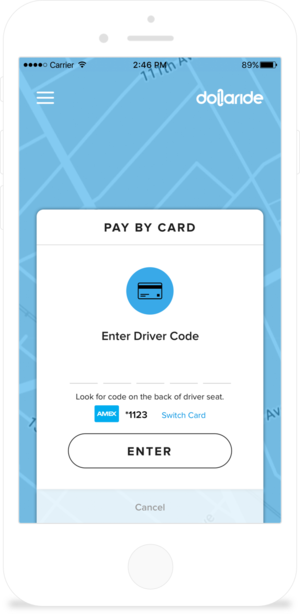 Carrier 2:46 PM 89%
111th Av
dollaride
PAY BY CARD
Enter Driver Code
Look for code on the back of driver seat.
AMEX *1123 Switch Card
ENTER
Cancel